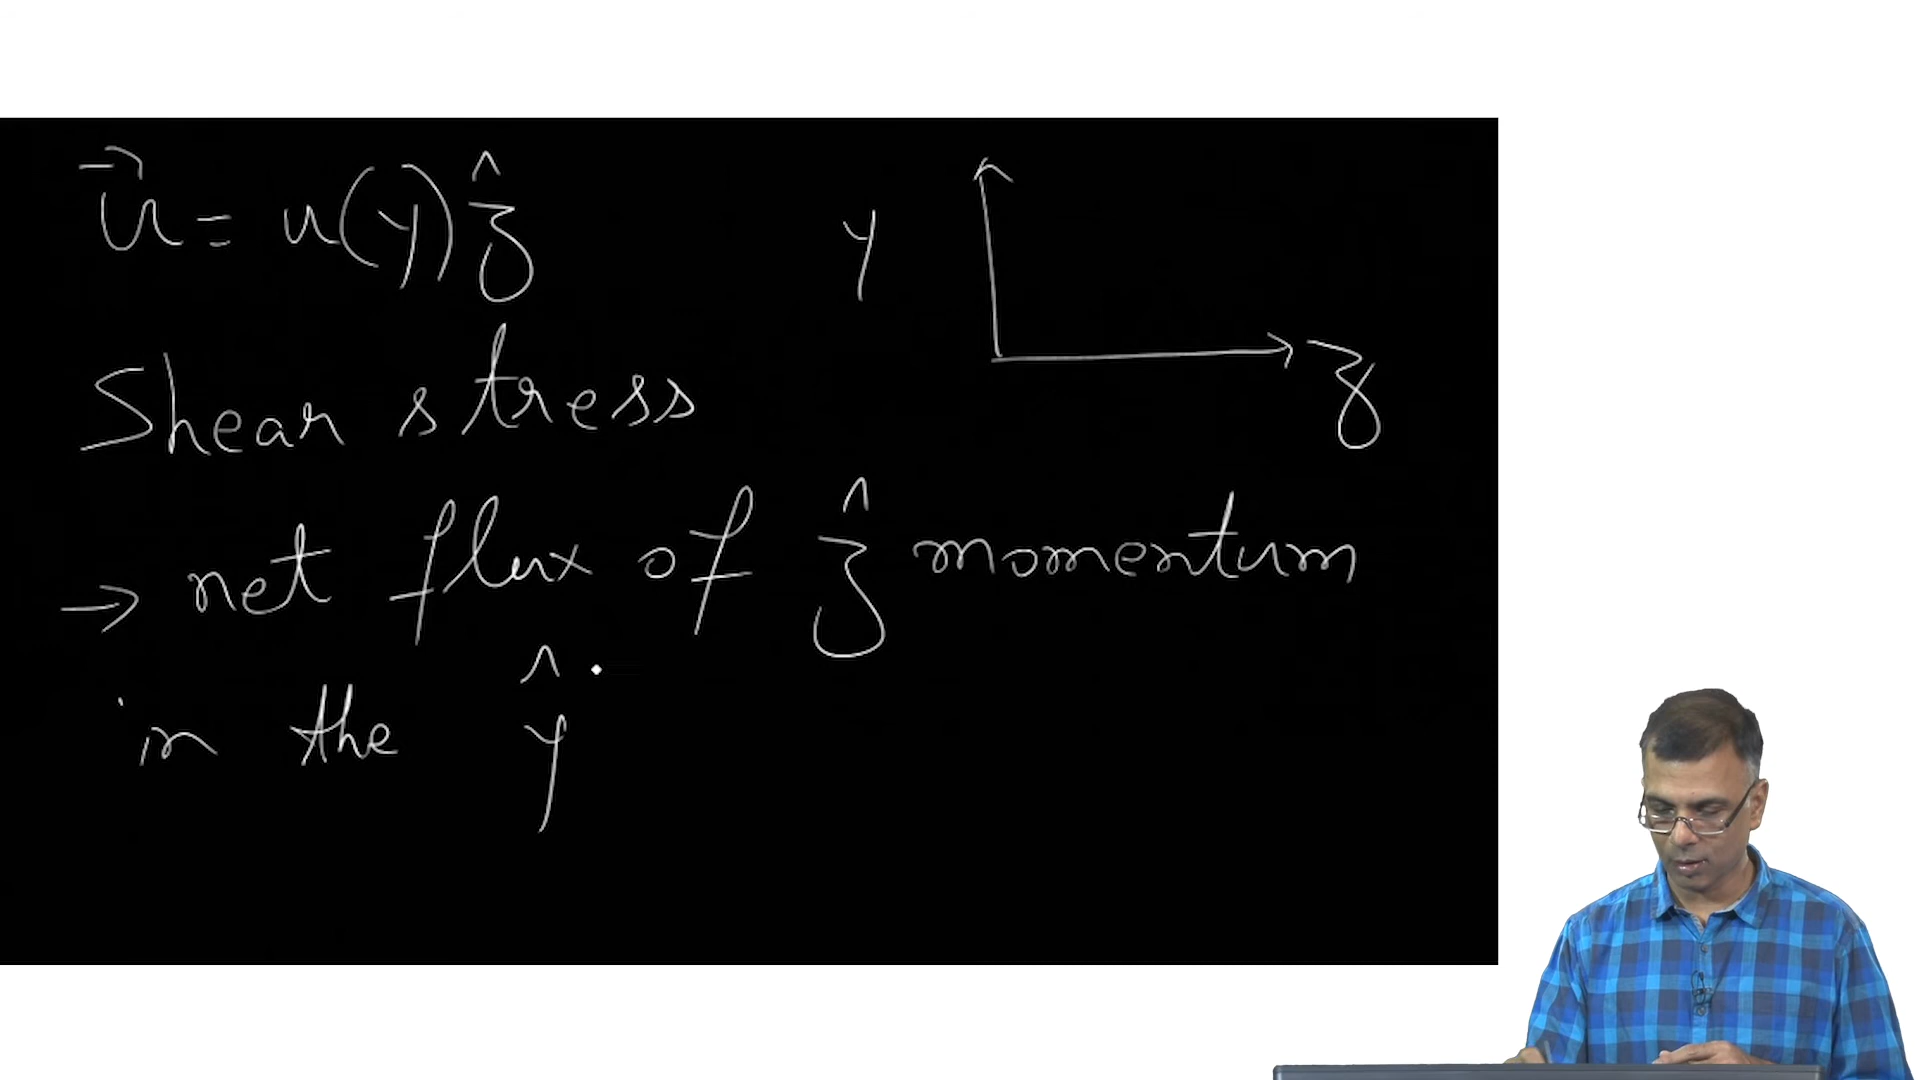 u⃗ = u(y) ẑ
y
z
Shear stress
→ net flux of ẑ momentum
in the ŷ